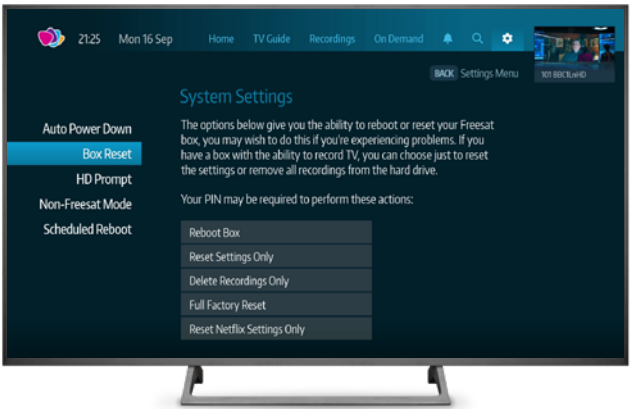 21:25 Mon 16 Sep Home TV Guide Recordings On Demand
BACK Settings Menu
101 BBC1LnHD
System Settings
Auto Power Down
Box Reset
HD Prompt
Non-Freesat Mode
Scheduled Reboot
The options below give you the ability to reboot or reset your Freesat
box, you may wish to do this if you're experiencing problems. If you
have a box with the ability to record TV, you can choose just to reset
the settings or remove all recordings from the hard drive.
Your PIN may be required to perform these actions:
Reboot Box
Reset Settings Only
Delete Recordings Only
Full Factory Reset
Reset Netflix Settings Only